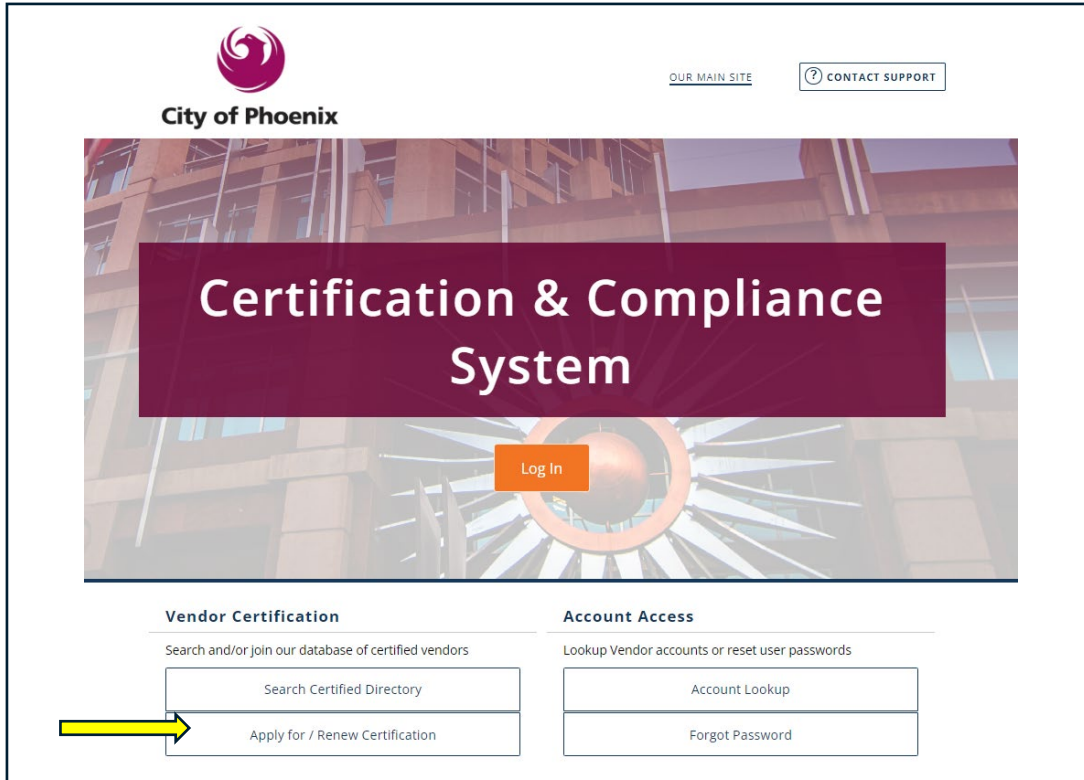 City of Phoenix
OUR MAIN SITE
? CONTACT SUPPORT
Certification & Compliance
System
Log In
Vendor Certification
Search and/or join our database of certified vendors
Search Certified Directory
Apply for / Renew Certification
Account Access
Lookup Vendor accounts or reset user passwords
Account Lookup
Forgot Password